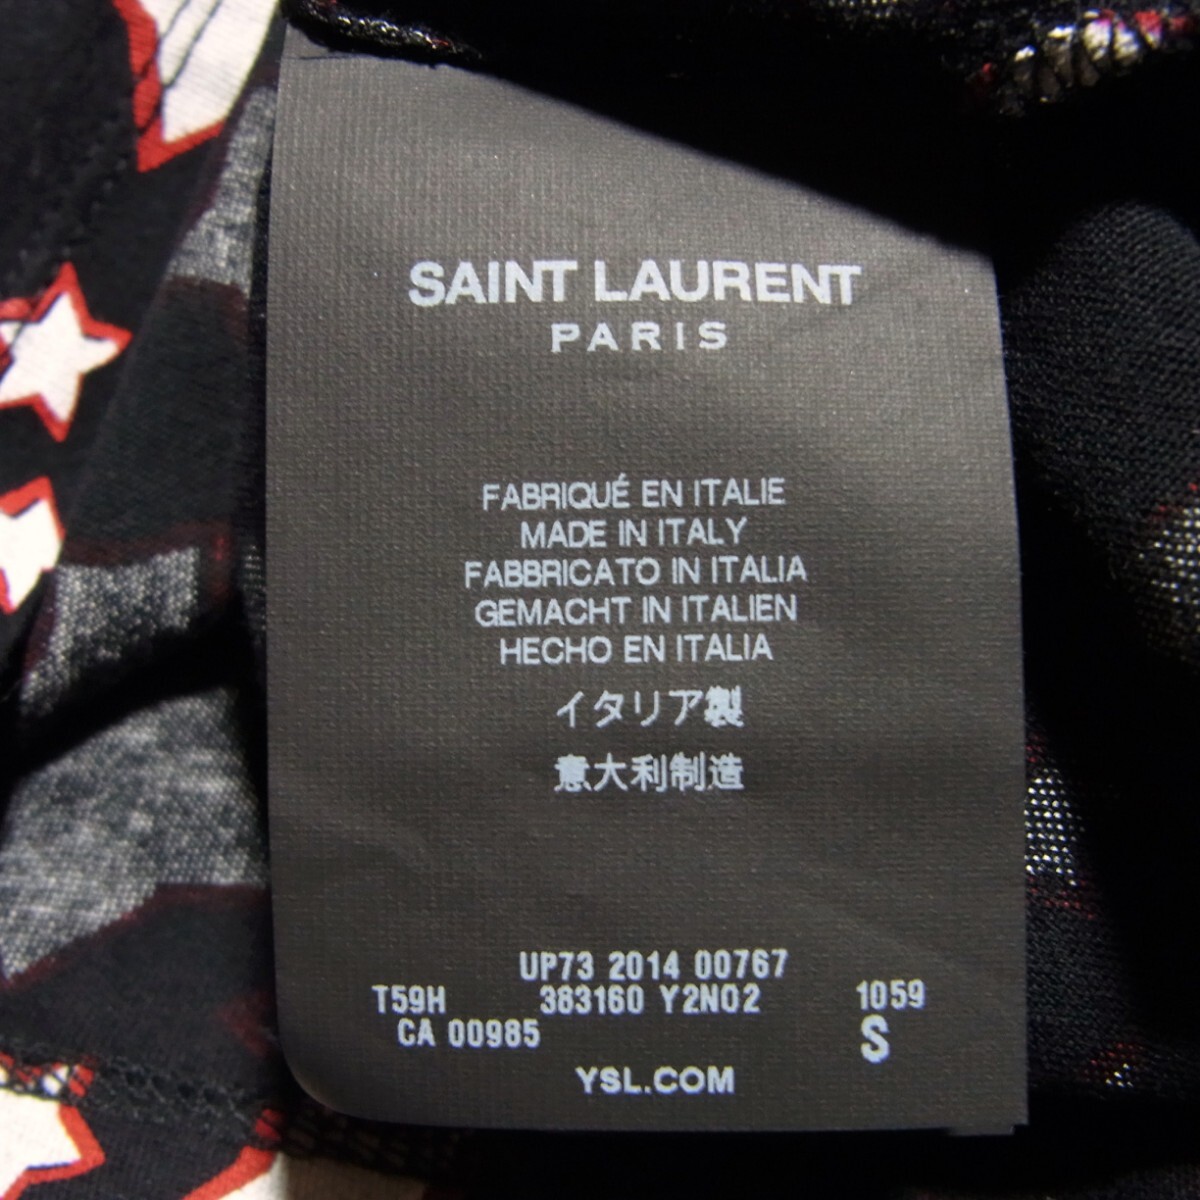 SAINT LAURENT
PARIS
FABRIQUÉ EN ITALIE
MADE IN ITALY
FABBRICATO IN ITALIA
GEMACHT IN ITALIEN
HECHO EN ITALIA
イタリア製
意大利制造
UP73 2014 00767
T59H 383160 Y2NO2 1059
CA 00985 S
YSL.COM